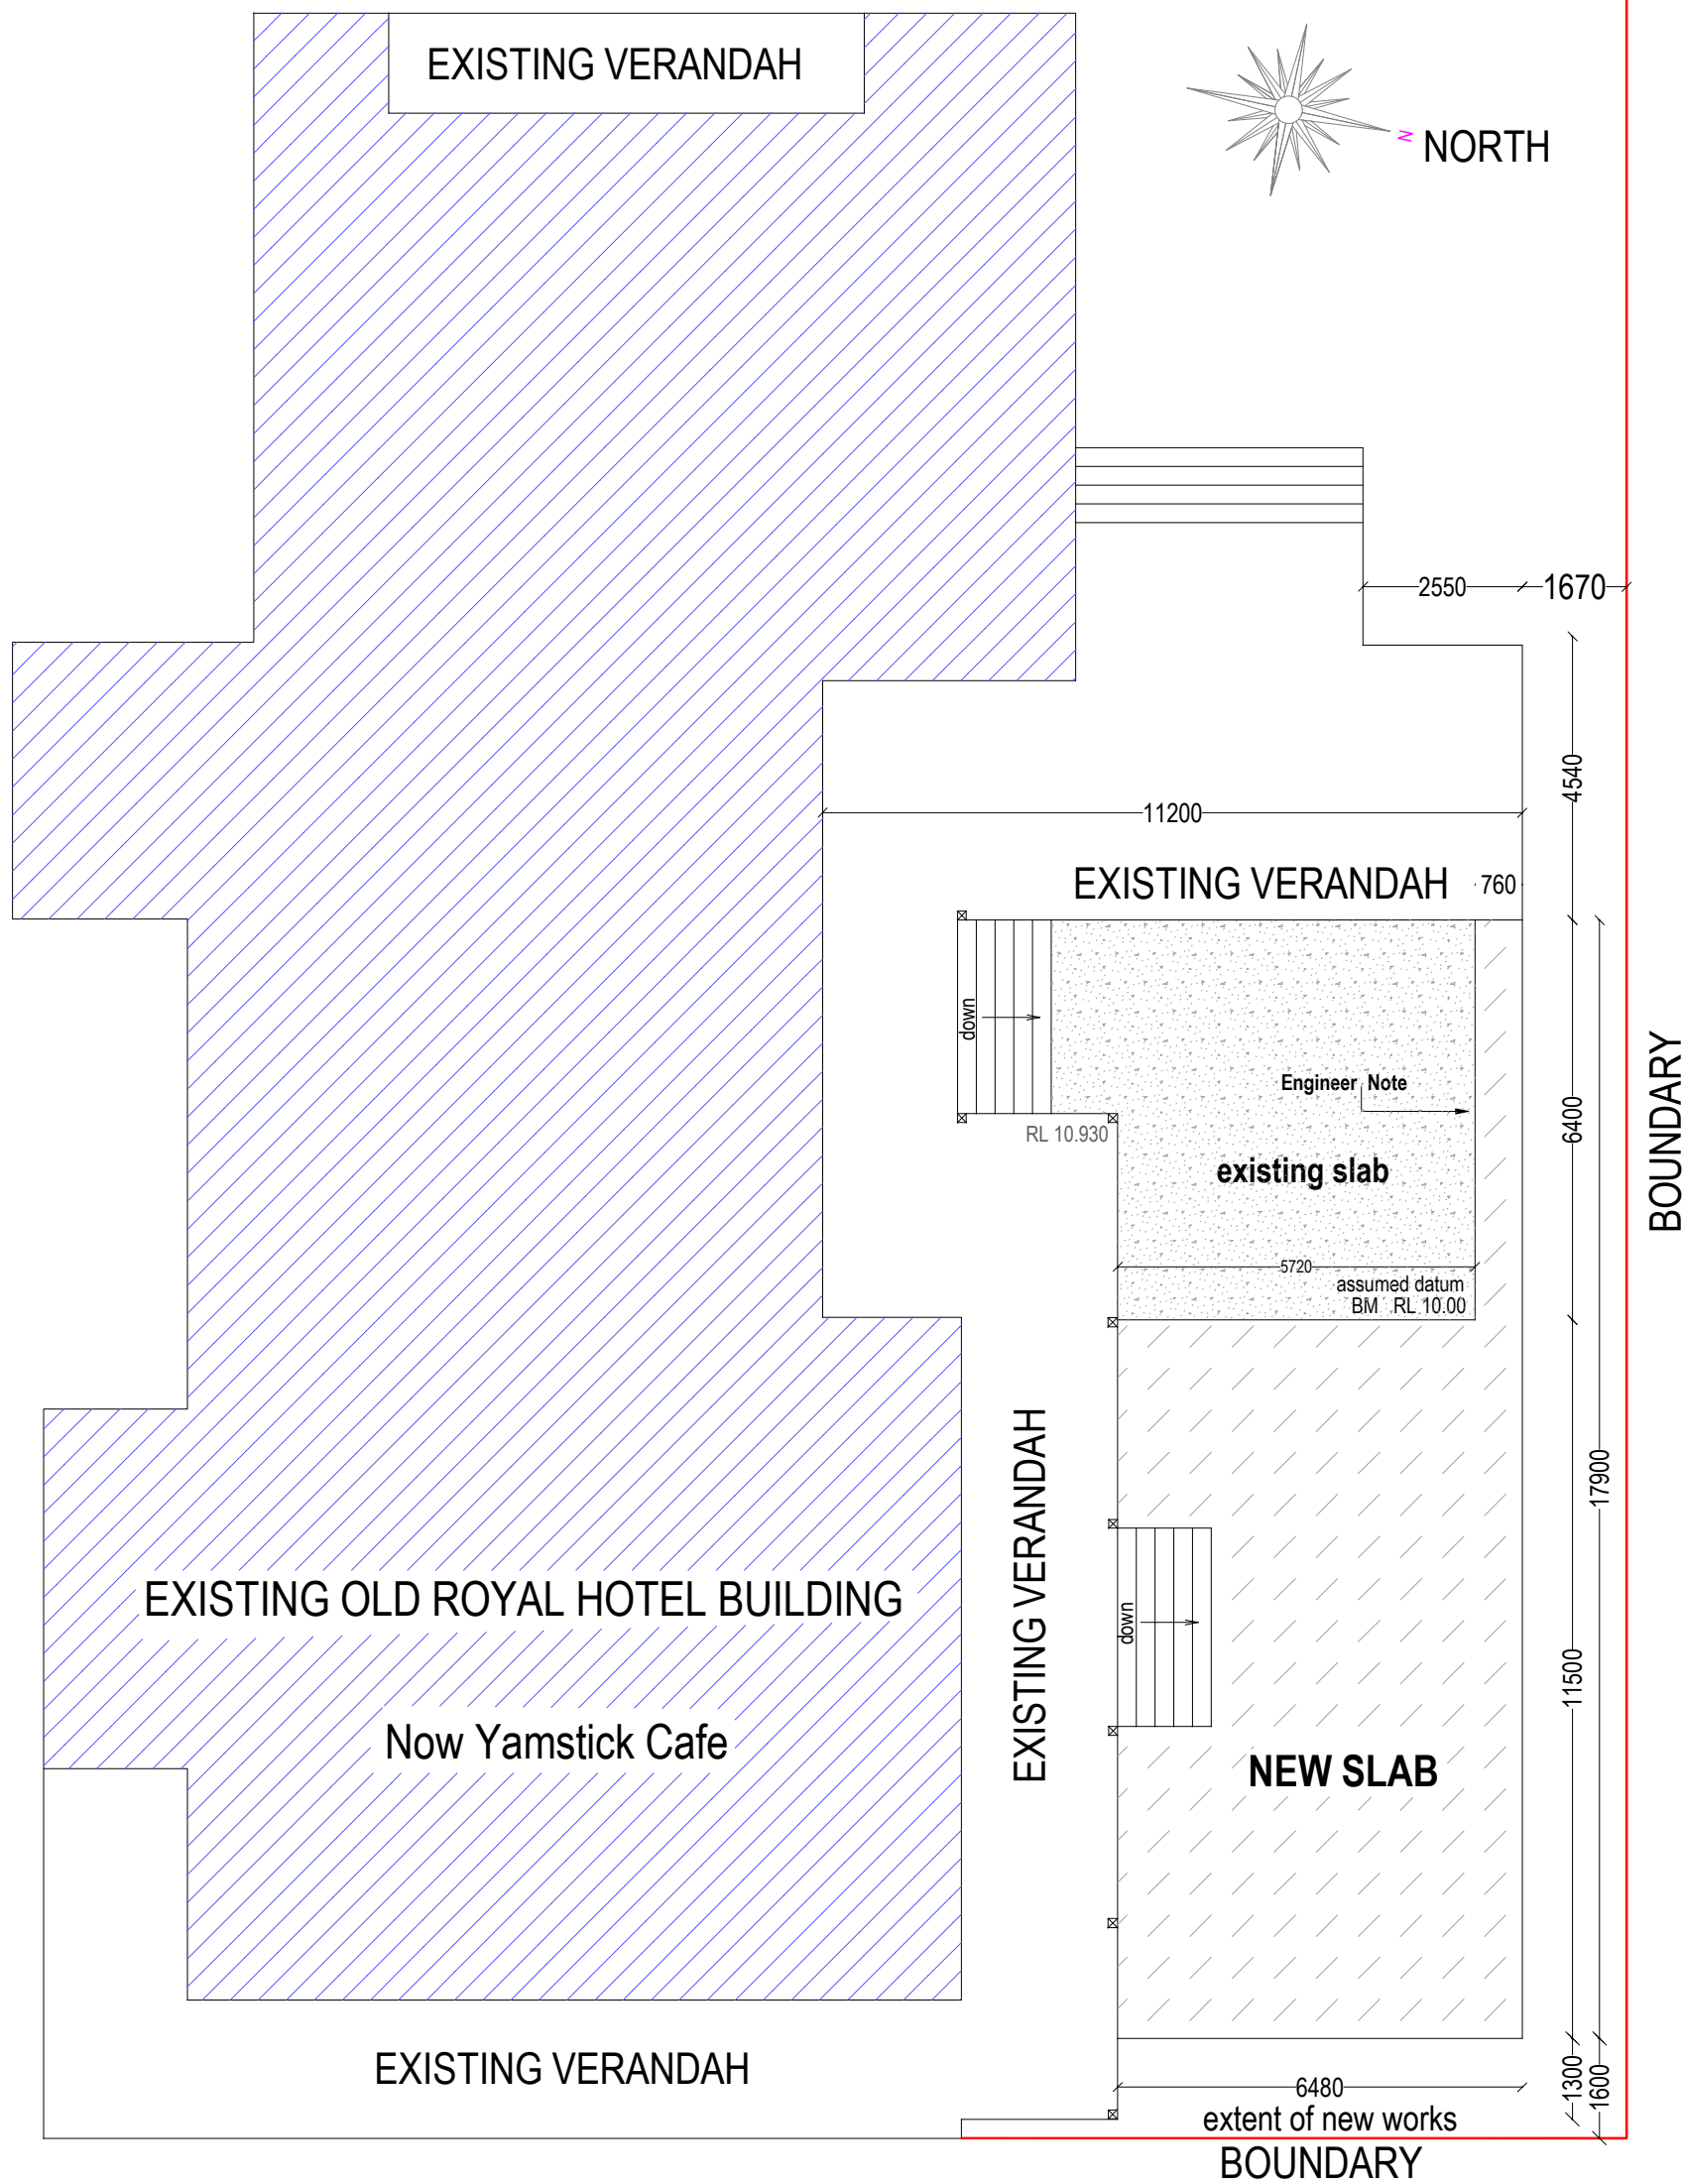 EXISTING VERANDAH
N
NORTH
2550
1670
4540
11200
EXISTING VERANDAH
760
down
Engineer Note
6400
BOUNDARY
RL 10.930
existing slab
5720
assumed datum
BM RL 10.00
EXISTING VERANDAH
17900
EXISTING OLD ROYAL HOTEL BUILDING
down
11500
Now Yamstick Cafe
NEW SLAB
EXISTING VERANDAH
1300
1600
6480
extent of new works
BOUNDARY